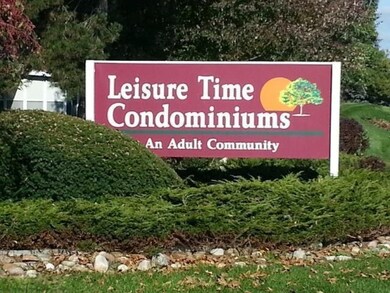 Leisure Time
Condominiums
An Adult Community